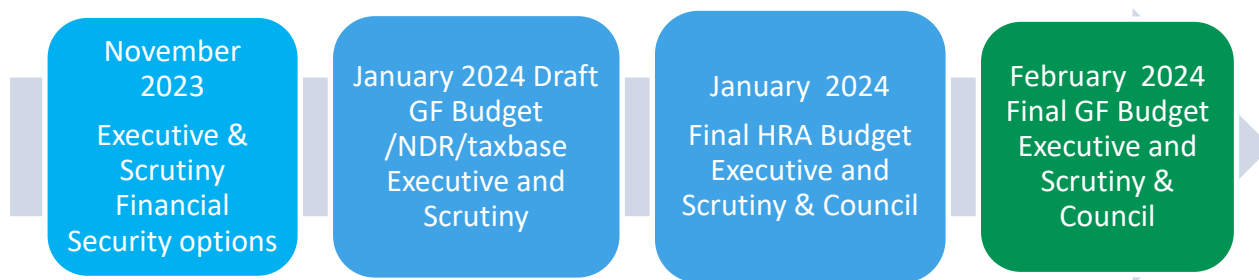 November
2023
Executive &
Scrutiny
Financial
Security options
January 2024 Draft
GF Budget
/NDR/taxbase
Executive and
Scrutiny
January  2024
Final HRA Budget
Executive and
Scrutiny & Council
February  2024
Final GF Budget
Executive and
Scrutiny &
Council